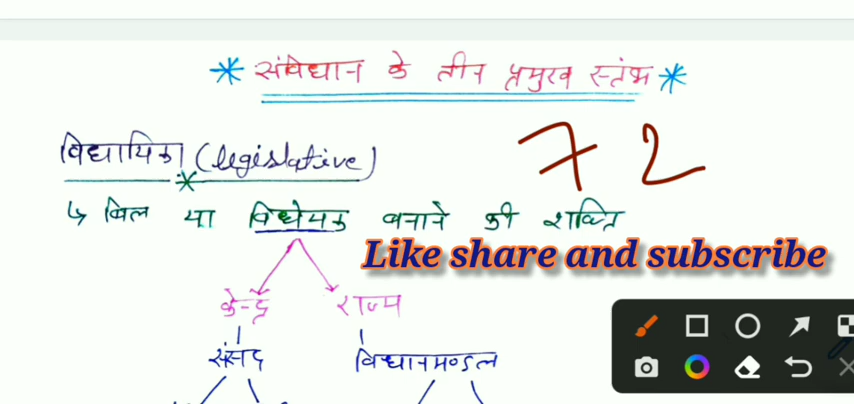 * संविधान के तीन प्रमुख स्तंभ *
72
विधायिका (legislative)
*
↳ बिल या विधेयक बनाने की शक्ति
Like share and subscribe
केन्द्र राज्य
संसद विधानमण्डल